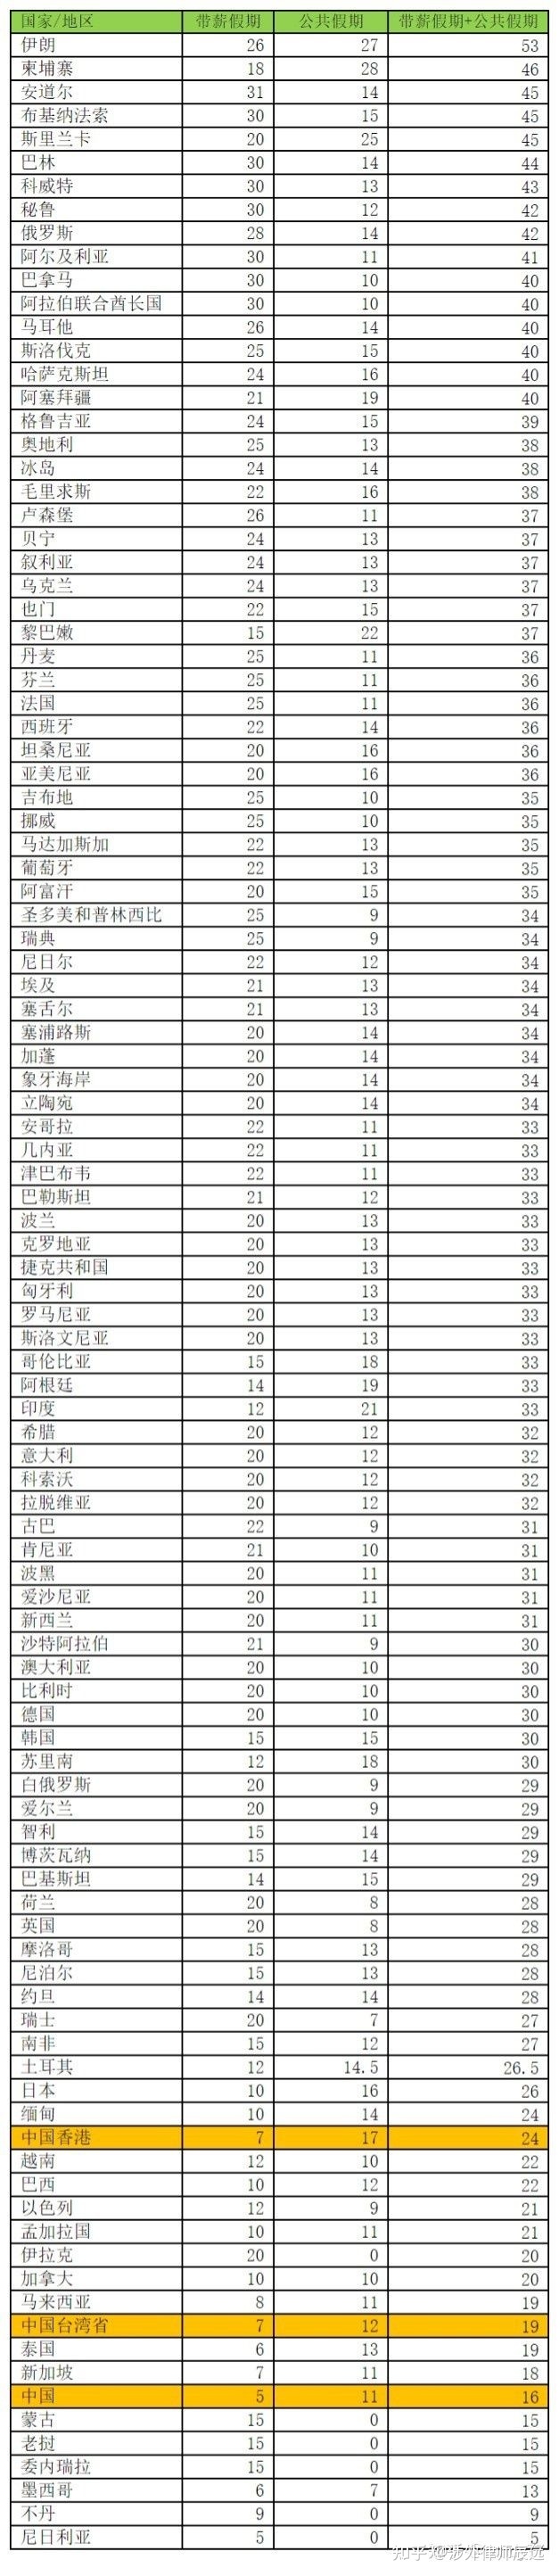 国家/地区 带薪假期 公共假期 带薪假期+公共假期
伊朗 26 27 53
柬埔寨 18 28 46
安道尔 31 14 45
布基纳法索 30 15 45
斯里兰卡 20 25 45
巴林 30 14 44
科威特 30 13 43
秘鲁 30 12 42
俄罗斯 28 14 42
阿尔及利亚 30 11 41
巴拿马 30 10 40
阿拉伯联合酋长国 30 10 40
马耳他 26 14 40
斯洛伐克 25 15 40
哈萨克斯坦 24 16 40
阿塞拜疆 21 19 40
格鲁吉亚 24 15 39
奥地利 25 13 38
冰岛 24 14 38
毛里求斯 22 16 38
卢森堡 26 11 37
贝宁 24 13 37
叙利亚 24 13 37
乌克兰 24 13 37
也门 22 15 37
黎巴嫩 15 22 37
丹麦 25 11 36
芬兰 25 11 36
法国 25 11 36
西班牙 22 14 36
坦桑尼亚 20 16 36
亚美尼亚 20 16 36
吉布地 25 10 35
挪威 25 10 35
马达加斯加 22 13 35
葡萄牙 22 13 35
阿富汗 20 15 35
圣多美和普林西比 25 9 34
瑞典 25 9 34
尼日尔 22 12 34
埃及 21 13 34
塞舌尔 21 13 34
塞浦路斯 20 14 34
加蓬 20 14 34
象牙海岸 20 14 34
立陶宛 20 14 34
安哥拉 22 11 33
几内亚 22 11 33
津巴布韦 22 11 33
巴勒斯坦 21 12 33
波兰 20 13 33
克罗地亚 20 13 33
捷克共和国 20 13 33
匈牙利 20 13 33
罗马尼亚 20 13 33
斯洛文尼亚 20 13 33
哥伦比亚 15 18 33
阿根廷 14 19 33
印度 12 21 33
希腊 20 12 32
意大利 20 12 32
科索沃 20 12 32
拉脱维亚 20 12 32
古巴 22 9 31
肯尼亚 21 10 31
波黑 20 11 31
爱沙尼亚 20 11 31
新西兰 20 11 31
沙特阿拉伯 21 9 30
澳大利亚 20 10 30
比利时 20 10 30
德国 20 10 30
韩国 15 15 30
苏里南 12 18 30
白俄罗斯 20 9 29
爱尔兰 20 9 29
智利 15 14 29
博茨瓦纳 15 14 29
巴基斯坦 14 15 29
荷兰 20 8 28
英国 20 8 28
摩洛哥 15 13 28
尼泊尔 15 13 28
约旦 14 14 28
瑞士 20 7 27
南非 15 12 27
土耳其 12 14.5 26.5
日本 10 16 26
缅甸 10 14 24
中国香港 7 17 24
越南 12 10 22
巴西 10 12 22
以色列 12 9 21
孟加拉国 10 11 21
伊拉克 20 0 20
加拿大 10 10 20
马来西亚 8 11 19
中国台湾省 7 12 19
泰国 6 13 19
新加坡 7 11 18
中国 5 11 16
蒙古 15 0 15
老挝 15 0 15
委内瑞拉 15 0 15
墨西哥 6 7 13
不丹 9 0 9
尼日利亚 5 0 5
知乎 @涉外律师辰远